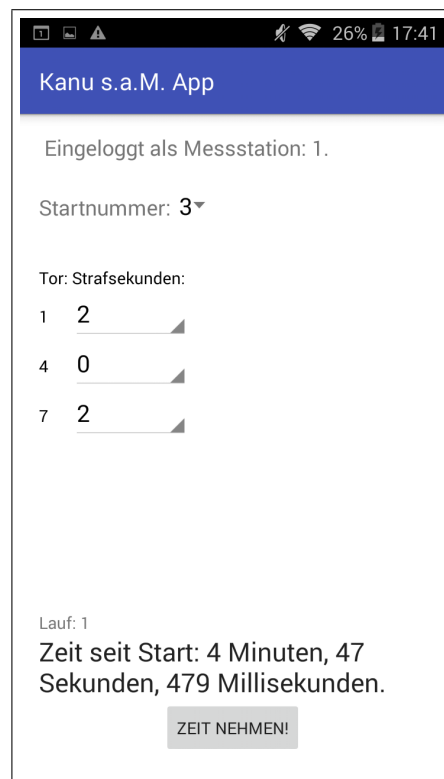 1 26% 17:41
Kanu s.a.M. App
Eingeloggt als Messstation: 1.
Startnummer: 3
Tor: Strafsekunden:
1 2
4 0
7 2
Lauf: 1
Zeit seit Start: 4 Minuten, 47
Sekunden, 479 Millisekunden.
ZEIT NEHMEN!